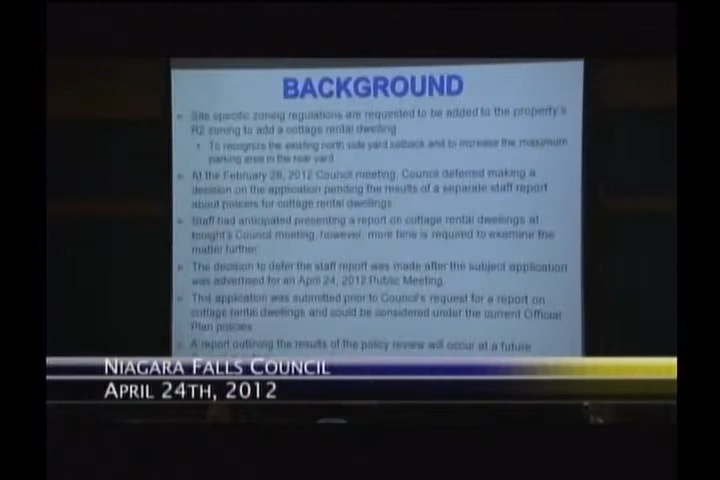 BACKGROUND
Site specific zoning regulations are requested to be added to the property's
R2 zoning to add a cottage rental dwelling
To recognize the existing north side yard setback and to increase the maximum
parking area in the rear yard
At the February 28, 2012 Council meeting, Council deferred making a
decision on the application pending the results of a separate staff report
about policies for cottage rental dwellings
Staff had anticipated presenting a report on cottage rental dwellings at
tonight's Council meeting, however, more time is required to examine the
matter further
The decision to defer the staff report was made after the subject application
was advertised for an April 24, 2012 Public Meeting.
This application was submitted prior to Council's request for a report on
cottage rental dwellings and could be considered under the current Official
Plan policies
A report outlining the results of the policy review will occur at a future
NIAGARA FALLS COUNCIL
APRIL 24TH, 2012